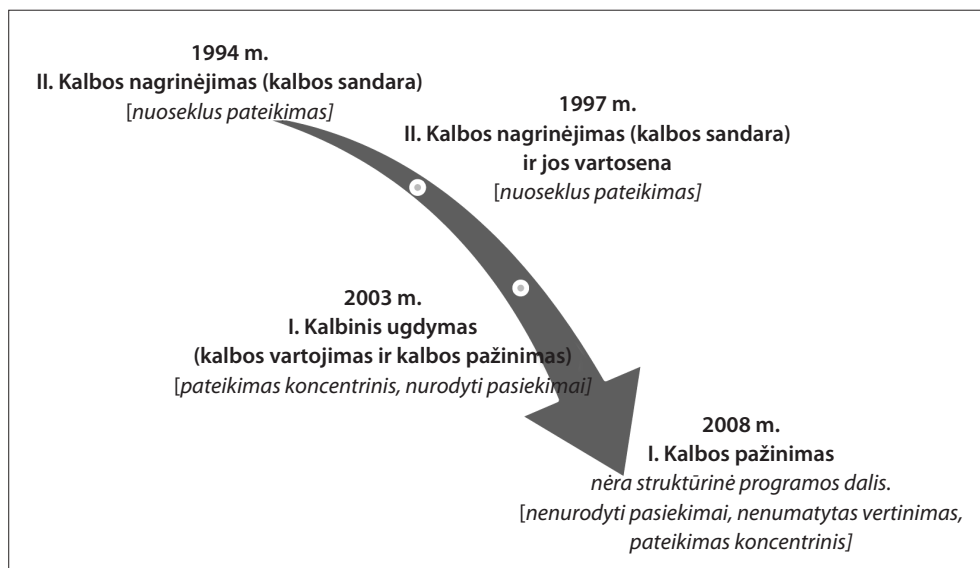 1994 m.
II. Kalbos nagrinėjimas (kalbos sandara)
[nuoseklus pateikimas]
1997 m.
II. Kalbos nagrinėjimas (kalbos sandara)
ir jos vartosena
[nuoseklus pateikimas]
2003 m.
I. Kalbinis ugdymas
(kalbos vartojimas ir kalbos pažinimas)
[pateikimas koncentrinis, nurodyti pasiekimai]
2008 m.
I. Kalbos pažinimas
nėra struktūrinė programos dalis.
[nenurodyti pasiekimai, nenumatytas vertinimas,
pateikimas koncentrinis]